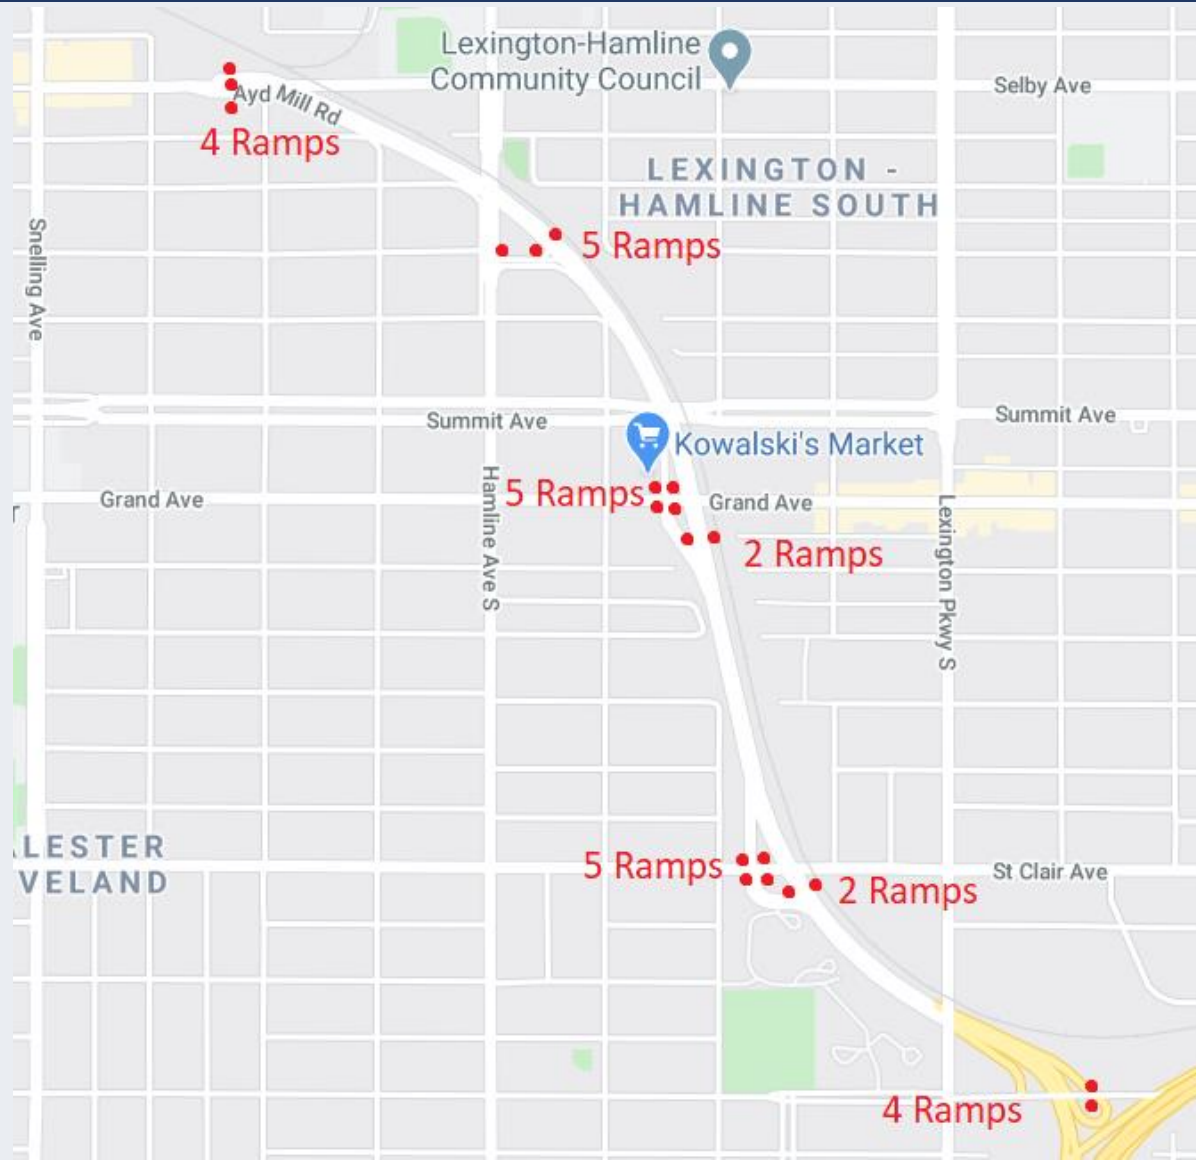 Lexington-Hamline
Community Council
Selby Ave
Ayd Mill Rd
4 Ramps
LEXINGTON -
HAMLINE SOUTH
Snelling Ave
5 Ramps
Summit Ave
Summit Ave
Kowalski's Market
Grand Ave
Hamline Ave S
5 Ramps
Grand Ave
Lexington Pkwy S
2 Ramps
LESTER
VELAND
5 Ramps
St Clair Ave
2 Ramps
4 Ramps